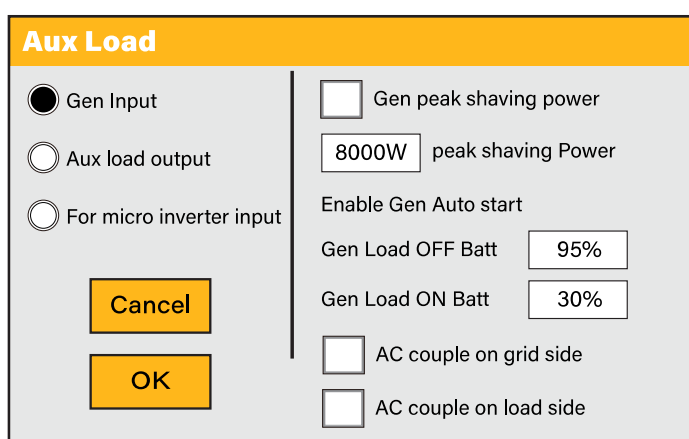 Aux Load
Gen Input
Aux load output
For micro inverter input
Cancel
OK
Gen peak shaving power
8000W peak shaving Power
Enable Gen Auto start
Gen Load OFF Batt 95%
Gen Load ON Batt 30%
AC couple on grid side
AC couple on load side